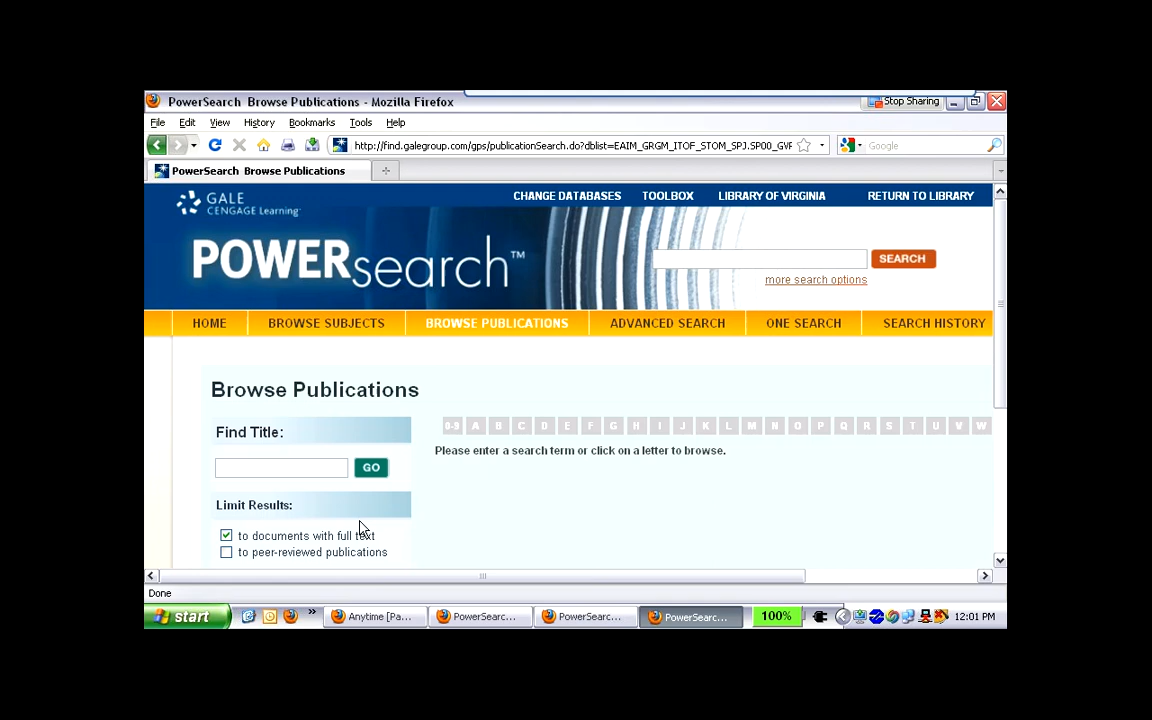 PowerSearch Browse Publications - Mozilla Firefox
Stop Sharing
File Edit View History Bookmarks Tools Help
http://find.galegroup.com/gps/publicationSearch.do?dblist=EAIM_GRGM_ITOF_STOM_SPJ.SP00_GVF
Google
PowerSearch Browse Publications
GALE
CENGAGE Learning
CHANGE DATABASES TOOLBOX LIBRARY OF VIRGINIA RETURN TO LIBRARY
POWERsearch™
SEARCH
more search options
HOME BROWSE SUBJECTS BROWSE PUBLICATIONS ADVANCED SEARCH ONE SEARCH SEARCH HISTORY
Browse Publications
Find Title:
0-9 A B C D E F G H I J K L M N O P Q R S T U V W
Please enter a search term or click on a letter to browse.
GO
Limit Results:
to documents with full text
to peer-reviewed publications
Done
start
Anytime [Pa...
PowerSearc...
PowerSearc...
PowerSearc...
100%
12:01 PM